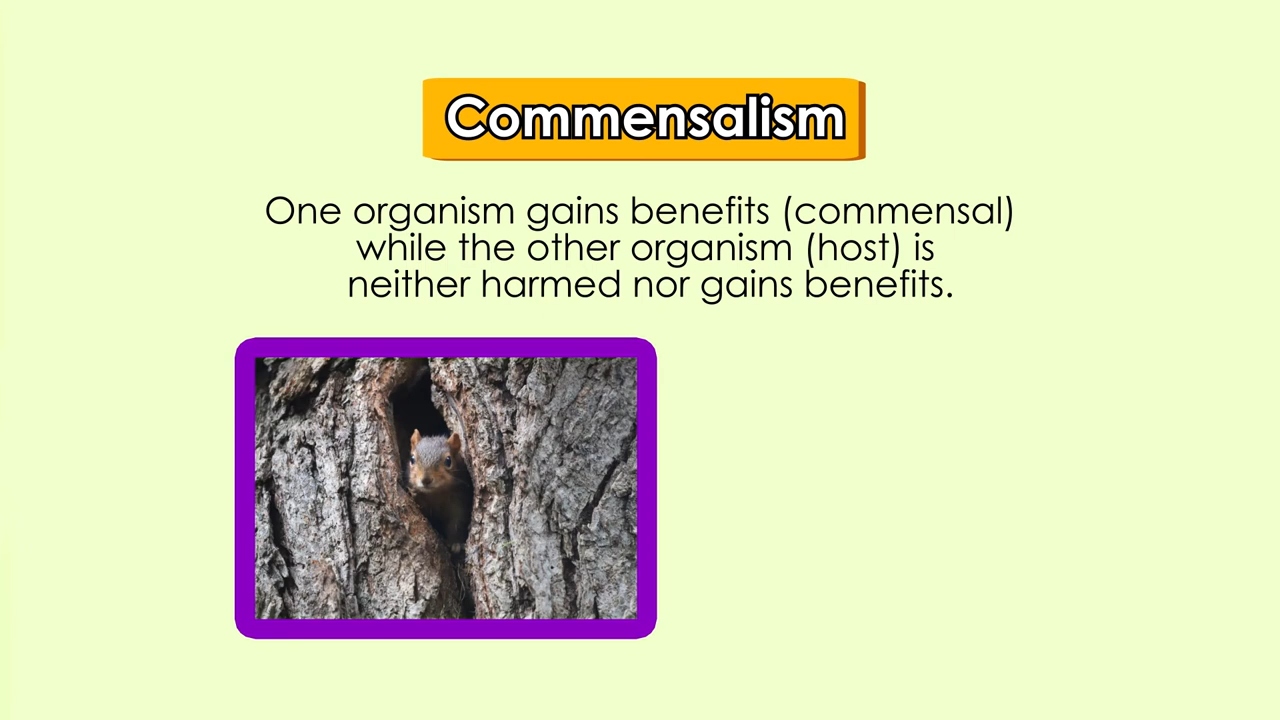 Commensalism
One organism gains benefits (commensal)
while the other organism (host) is
neither harmed nor gains benefits.